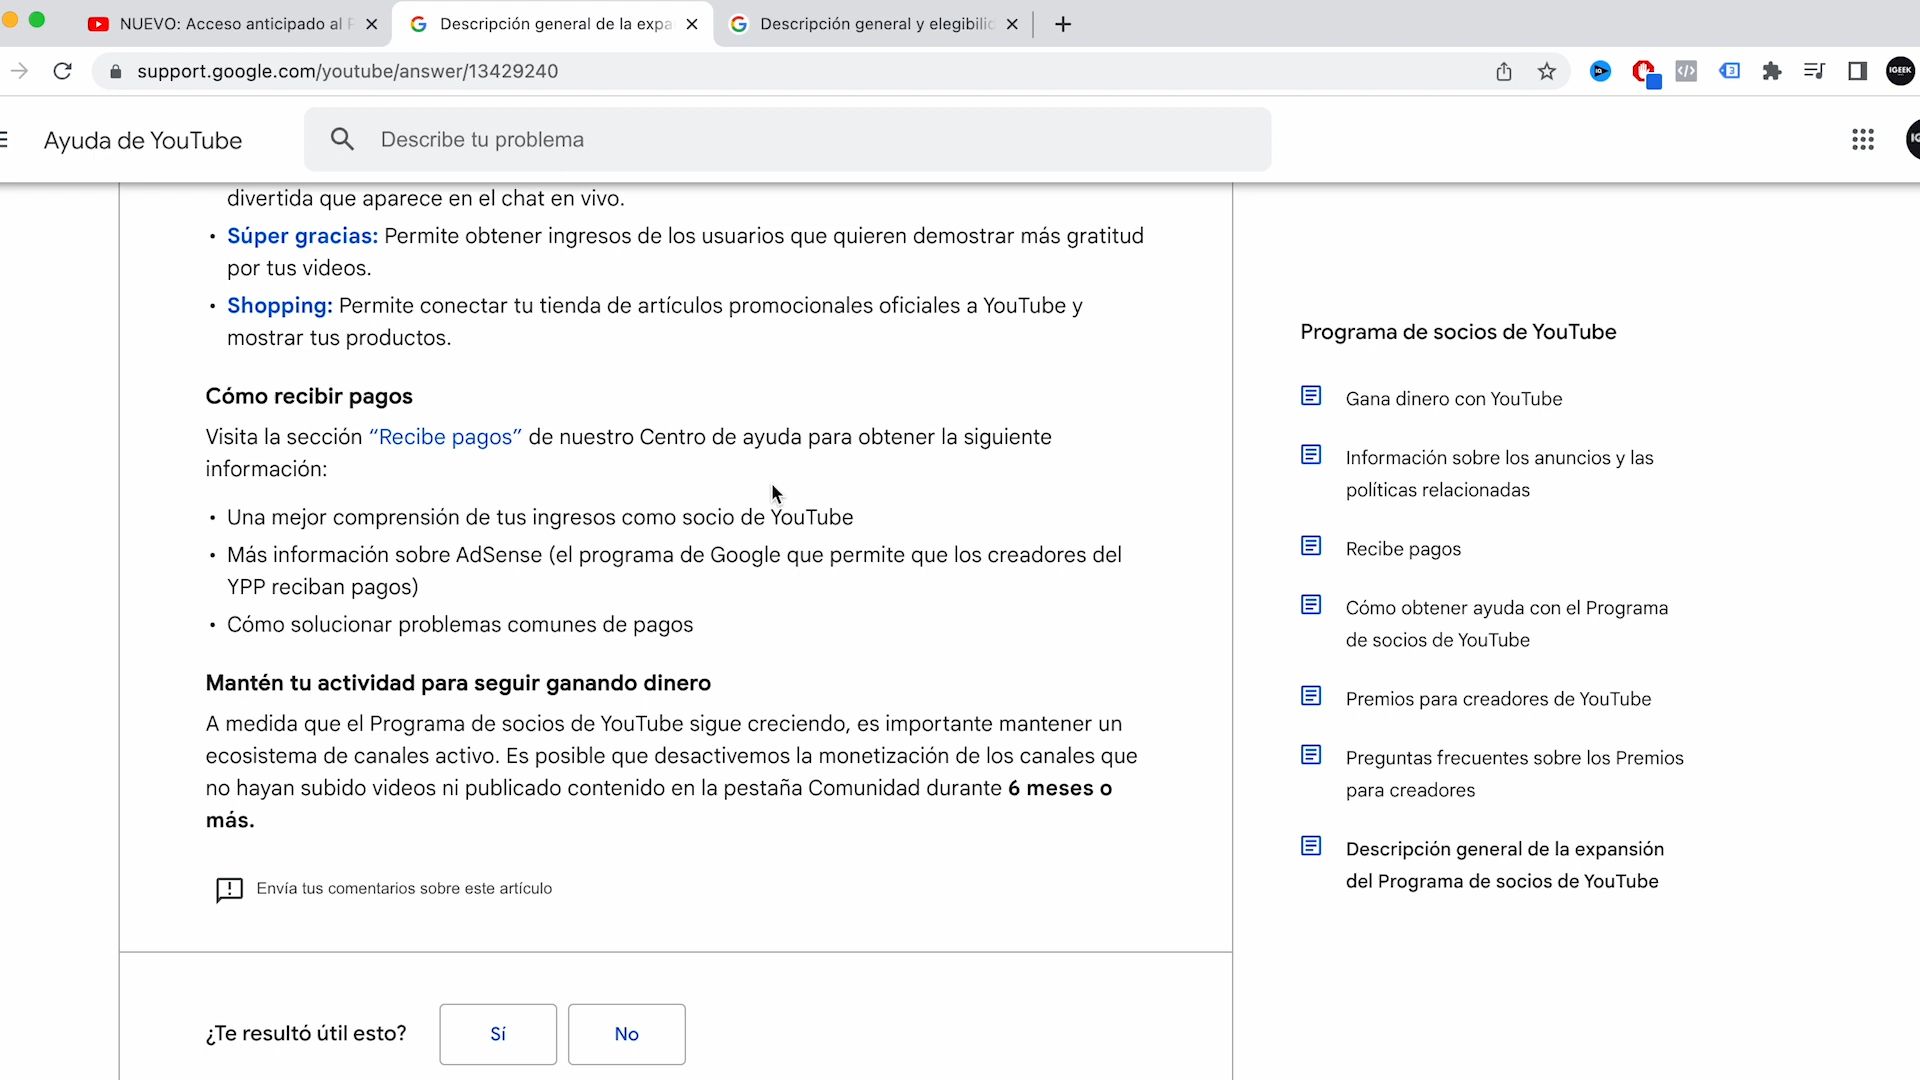 NUEVO: Acceso anticipado al P
Descripción general de la expa
Descripción general y elegibilid
support.google.com/youtube/answer/13429240
IGEEK
Ayuda de YouTube
Describe tu problema
divertida que aparece en el chat en vivo.
• Súper gracias: Permite obtener ingresos de los usuarios que quieren demostrar más gratitud
por tus videos.
• Shopping: Permite conectar tu tienda de artículos promocionales oficiales a YouTube y
mostrar tus productos.
Cómo recibir pagos
Visita la sección “Recibe pagos” de nuestro Centro de ayuda para obtener la siguiente
información:
• Una mejor comprensión de tus ingresos como socio de YouTube
• Más información sobre AdSense (el programa de Google que permite que los creadores del
YPP reciban pagos)
• Cómo solucionar problemas comunes de pagos
Mantén tu actividad para seguir ganando dinero
A medida que el Programa de socios de YouTube sigue creciendo, es importante mantener un
ecosistema de canales activo. Es posible que desactivemos la monetización de los canales que
no hayan subido videos ni publicado contenido en la pestaña Comunidad durante 6 meses o
más.
Envía tus comentarios sobre este artículo
¿Te resultó útil esto?
Sí
No
Programa de socios de YouTube
Gana dinero con YouTube
Información sobre los anuncios y las
políticas relacionadas
Recibe pagos
Cómo obtener ayuda con el Programa
de socios de YouTube
Premios para creadores de YouTube
Preguntas frecuentes sobre los Premios
para creadores
Descripción general de la expansión
del Programa de socios de YouTube